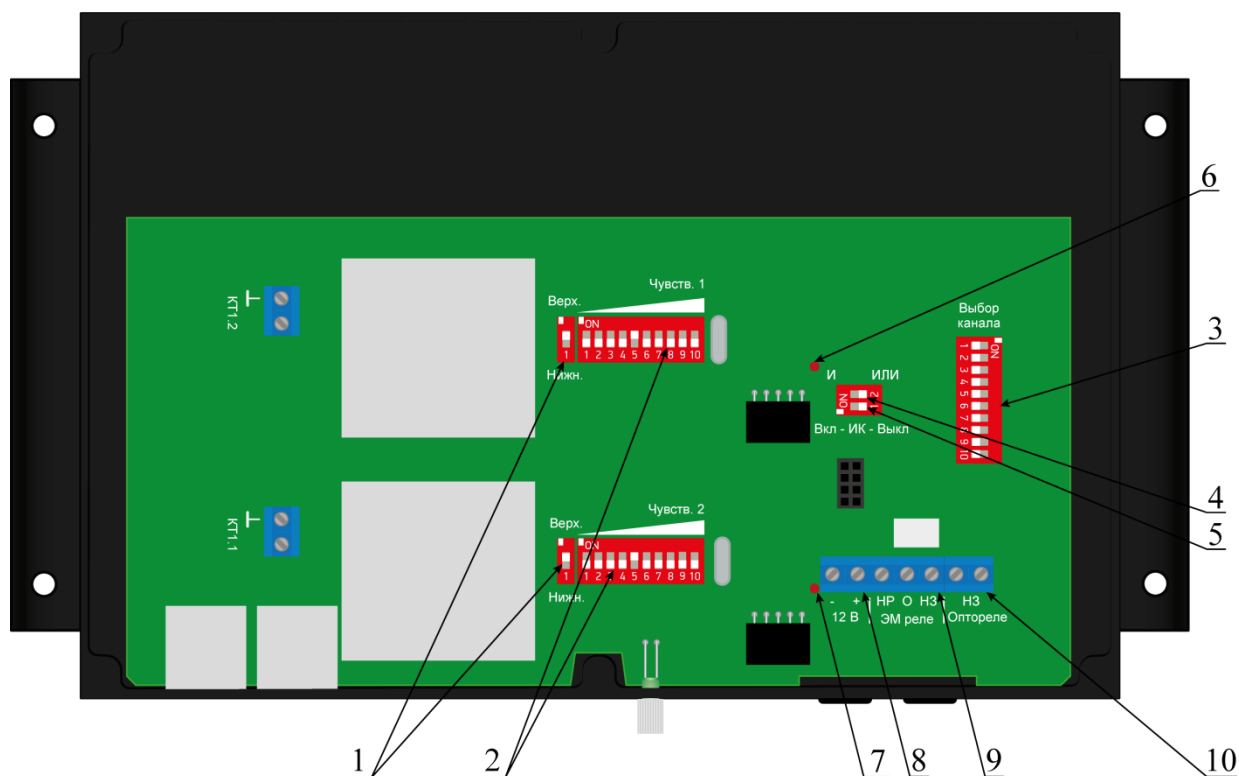 6
Чувств. 1
Верх.
ON
1 2 3 4 5 6 7 8 9 10
1
Нижн.
КТ1.2
И ИЛИ
ON
1 2
Вкл - ИК - Выкл
Выбор
канала
ON
1 2 3 4 5 6 7 8 9 10
3
4
5
Чувств. 2
Верх.
ON
1 2 3 4 5 6 7 8 9 10
1
Нижн.
КТ1.1
- + НР О НЗ НЗ
12 В ЭМ реле Оптореле
1 2 7 8 9 10